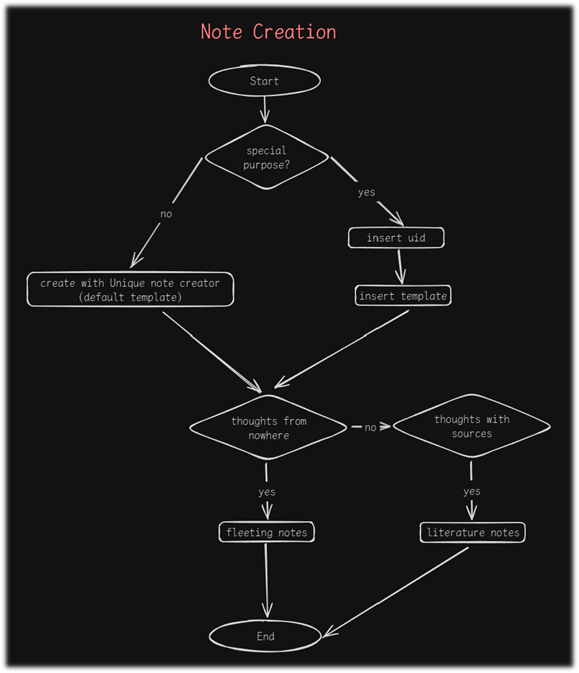 Note Creation
Start
special
purpose?
yes
no
insert uid
create with Unique note creator
(default template)
insert template
thoughts from
nowhere
no
thoughts with
sources
yes
yes
fleeting notes
literature notes
End